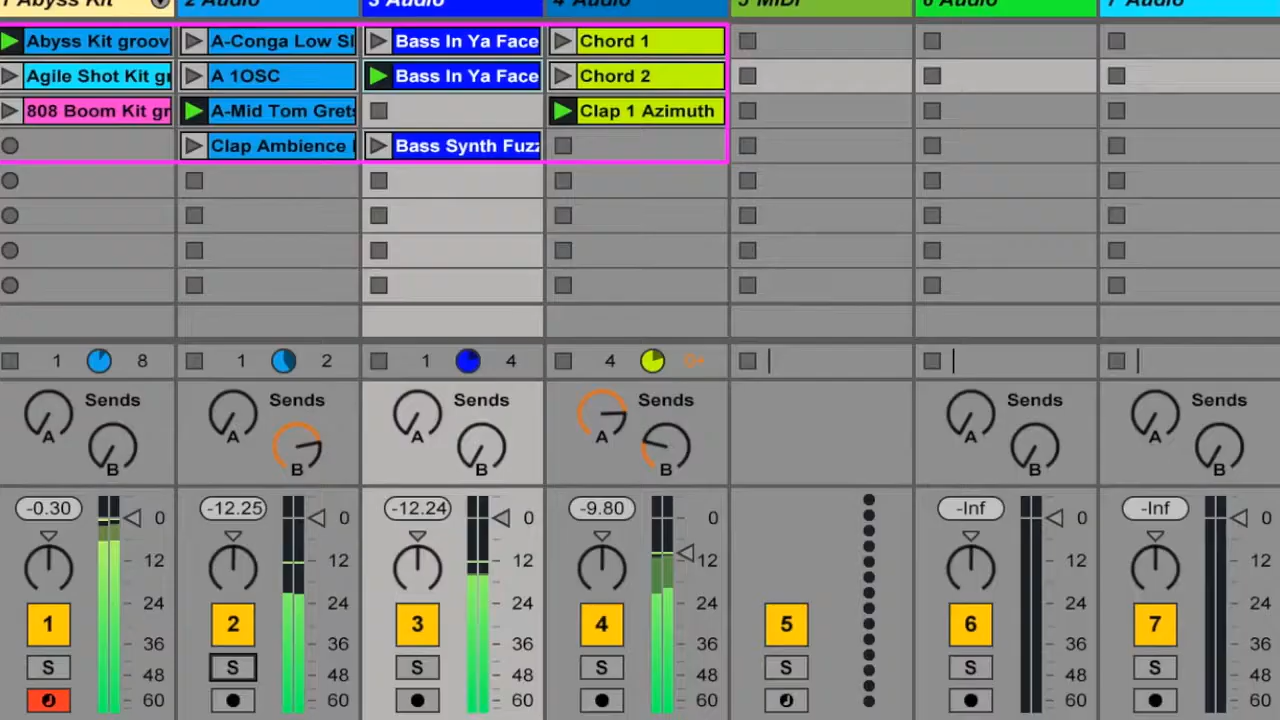 1 Abyss Kit 2 Audio 3 Audio 4 Audio 5 MIDI 6 Audio 7 Audio
Abyss Kit groov A-Conga Low Si Bass In Ya Face Chord 1
Agile Shot Kit gr A 1OSC Bass In Ya Face Chord 2
808 Boom Kit gr A-Mid Tom Grets Clap 1 Azimuth
Clap Ambience Bass Synth Fuzz
1 8 1 2 1 4 4
Sends Sends Sends Sends Sends Sends
A A A A A A
B B B B B B
-0.30 0 -12.25 0 -12.24 0 -9.80 0 -Inf 0 -Inf 0
12 12 12 12 12 12
24 24 24 24 24 24
1 2 3 4 5 6 7
36 36 36 36 36 36
S S S S S S S
48 48 48 48 48 48
60 60 60 60 60 60